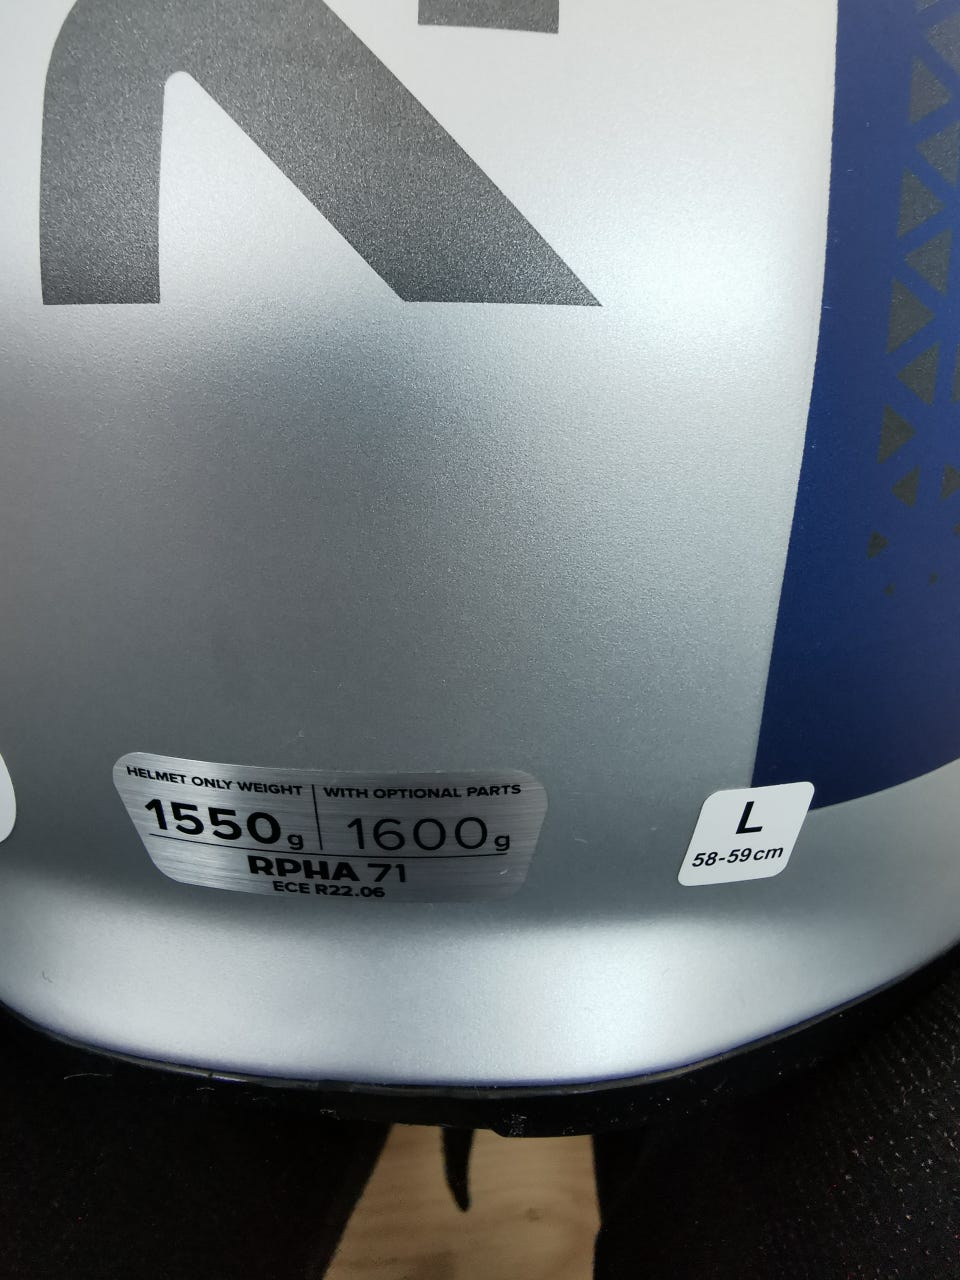 HELMET ONLY WEIGHT | WITH OPTIONAL PARTS
1550g | 1600g
RPHA 71
ECE R22.06
L
58-59cm